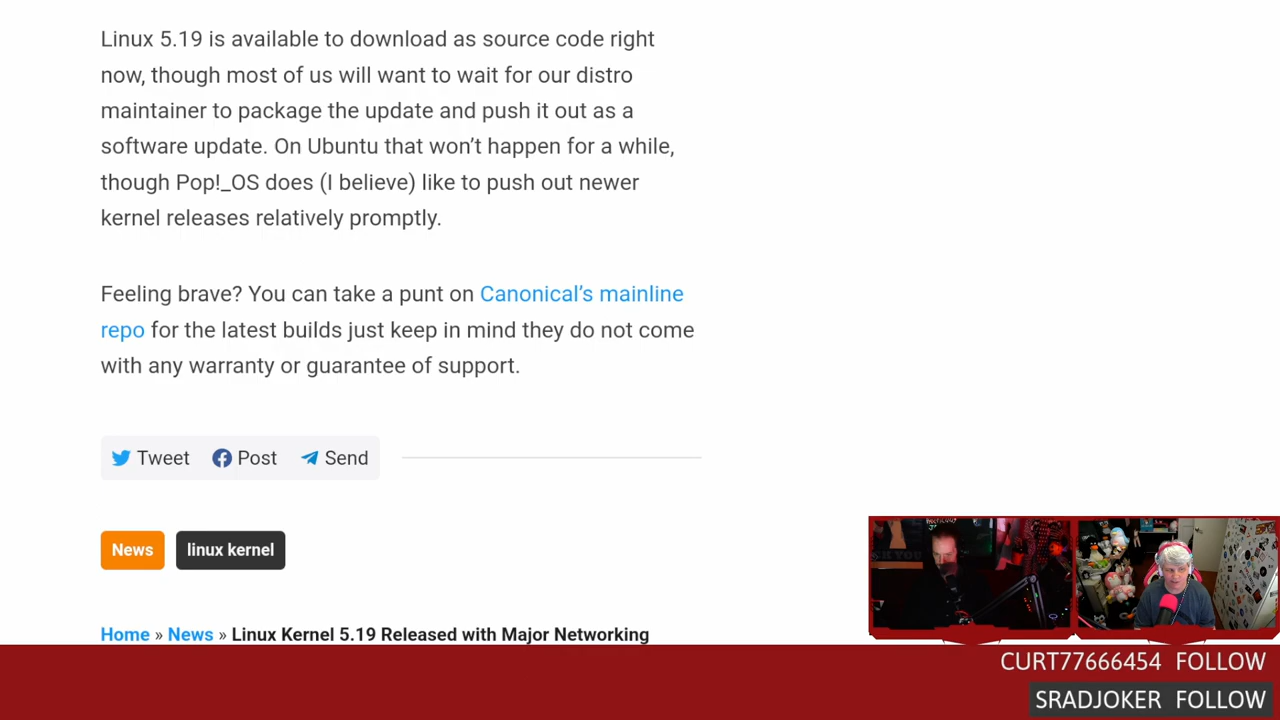 Linux 5.19 is available to download as source code right
now, though most of us will want to wait for our distro
maintainer to package the update and push it out as a
software update. On Ubuntu that won’t happen for a while,
though Pop!_OS does (I believe) like to push out newer
kernel releases relatively promptly.
Feeling brave? You can take a punt on Canonical’s mainline
repo for the latest builds just keep in mind they do not come
with any warranty or guarantee of support.
Tweet Post Send
News linux kernel
Home » News » Linux Kernel 5.19 Released with Major Networking
CURT77666454 FOLLOW
SRADJOKER FOLLOW